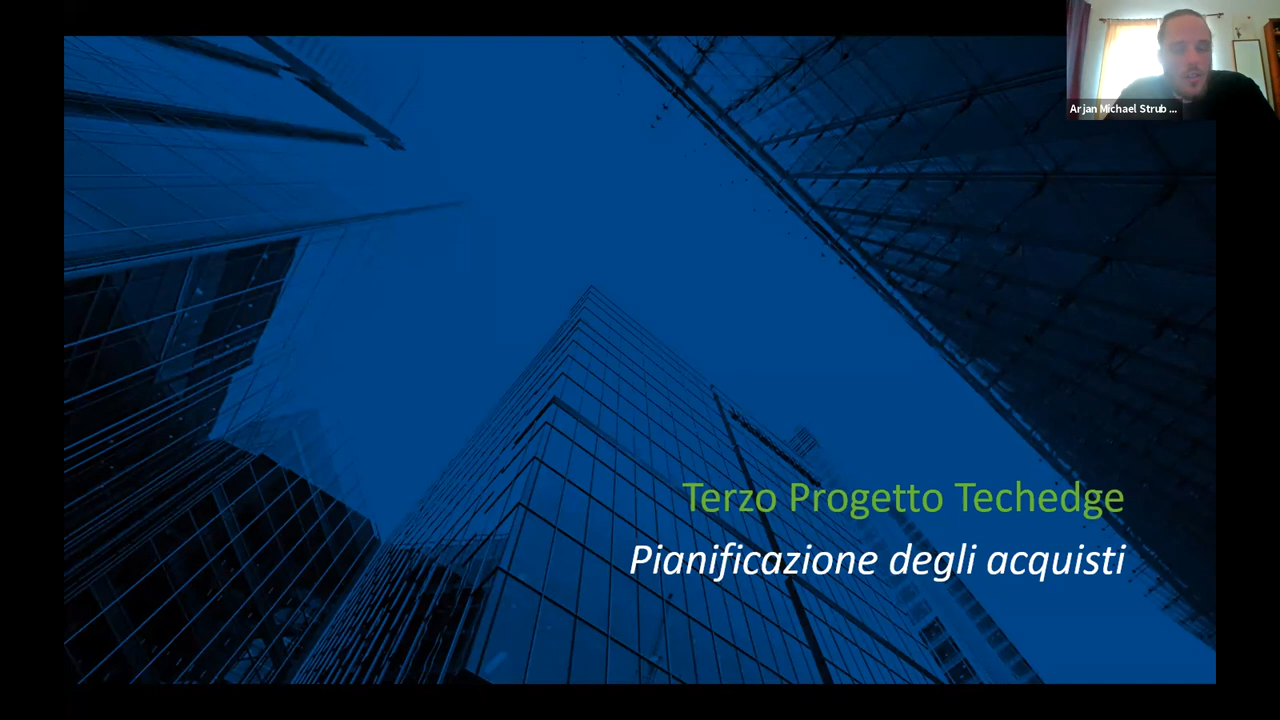 Arjan Michael Strub ...
Terzo Progetto Techedge
Pianificazione degli acquisti